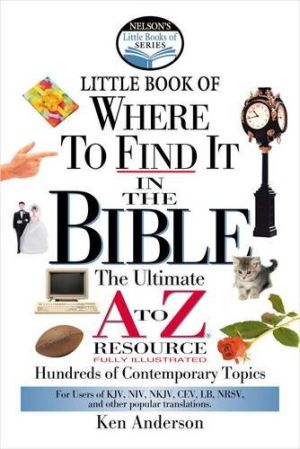 NELSON'S
Little Books of
SERIES
LITTLE BOOK OF
WHERE
TO FIND IT
IN THE
BIBLE
The Ultimate
A TO Z®
RESOURCE
FULLY ILLUSTRATED
Hundreds of Contemporary Topics
For Users of KJV, NIV, NKJV, CEV, LB, NRSV,
and other popular translations.
Ken Anderson